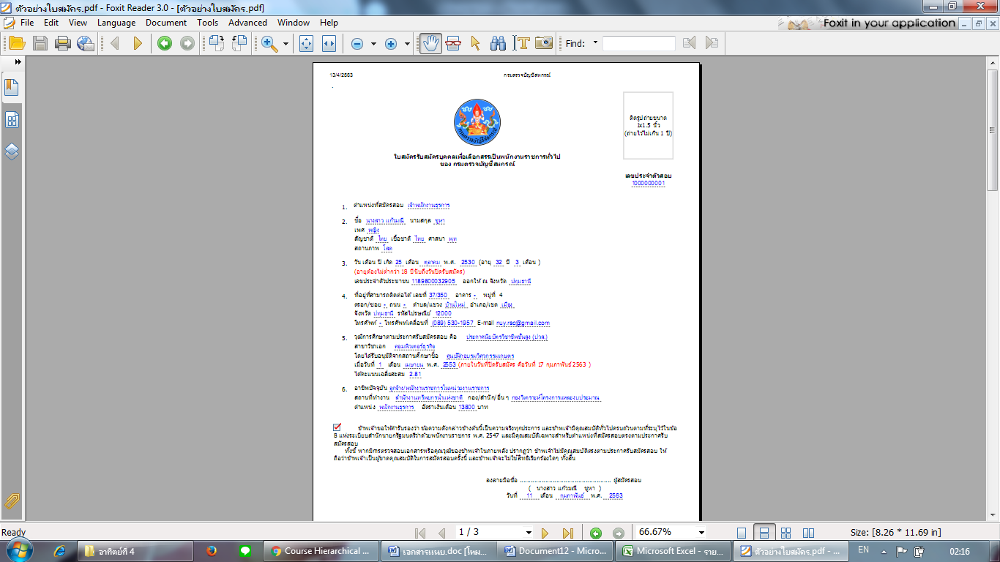 ตัวอย่างใบสมัคร.pdf - Foxit Reader 3.0 - [ตัวอย่างใบสมัคร.pdf]
File Edit View Language Document Tools Advanced Window Help
Foxit in your application
Find:
13/4/2563 กรมตรวจบัญชีสหกรณ์
ติดรูปถ่ายขนาด
1x1.5 นิ้ว
(ถ่ายไว้ไม่เกิน 1 ปี)
กรมตรวจบัญชีสหกรณ์
ใบสมัครรับสมัครบุคคลเพื่อเลือกสรรเป็นพนักงานราชการทั่วไป
ของ กรมตรวจบัญชีสหกรณ์
เลขประจำตัวสอบ
1000000001
1. ตำแหน่งที่สมัครสอบ เจ้าพนักงานธุรการ
2. ชื่อ นางสาว แก้วมณี นามสกุล ชูหา
เพศ หญิง
สัญชาติ ไทย เชื้อชาติ ไทย ศาสนา พุท
สถานภาพ โสด
3. วัน เดือน ปี เกิด 25 เดือน ตุลาคม พ.ศ. 2530 (อายุ 32 ปี 3 เดือน )
(อายุต้องไม่ต่ำกว่า 18 ปี นับถึงวันปิดรับสมัคร)
เลขประจำตัวประชาชน 1189800032905 ออกให้ ณ จังหวัด ปทุมธานี
4. ที่อยู่ที่สามารถติดต่อได้ เลขที่ 37/350 อาคาร - หมู่ที่ 4
ตรอก/ซอย - ถนน - ตำบล/แขวง บ้านใหม่ อำเภอ/เขต เมือง
จังหวัด ปทุมธานี รหัสไปรษณีย์ 12000
โทรศัพท์ - โทรศัพท์เคลื่อนที่ (089) 530-1957 E-mail nuy.rsc@gmail.com
5. วุฒิการศึกษาตามประกาศรับสมัครสอบ คือ ประกาศนียบัตรวิชาชีพชั้นสูง (ปวส.)
สาขาวิชาเอก คอมพิวเตอร์ธุรกิจ
โดยได้รับอนุมัติจากสถานศึกษาชื่อ ศูนย์ฝึกอบรมวิศวกรรมเกษตร
เมื่อวันที่ 1 เดือน เมษายน พ.ศ. 2553 (ภายในวันที่ปิดรับสมัคร คือวันที่ 17 กุมภาพันธ์ 2563 )
ได้คะแนนเฉลี่ยสะสม 2.81
6. อาชีพปัจจุบัน ลูกจ้าง/พนักงานราชการในหน่วยงานราชการ
สถานที่ทำงาน สำนักงานทรัพยกรน้ำแห่งชาติ กอง/สำนัก/อื่น ๆ กองวิเคราะห์โครงการและงบประมาณ
ตำแหน่ง พนักงานธุรการ อัตราเงินเดือน 13800 บาท
ข้าพเจ้าขอให้คำรับรองว่า ข้อความดังกล่าวข้างต้นนี้เป็นความจริงทุกประการ และข้าพเจ้ามีคุณสมบัติทั่วไปครบถ้วนตามที่ระบุไว้ในข้อ
8 แห่งระเบียบสำนักนายกรัฐมนตรีว่าด้วยพนักงานราชการ พ.ศ. 2547 และมีคุณสมบัติเฉพาะสำหรับตำแหน่งที่สมัครสอบตรงตามประกาศรับ
สมัครสอบ
ทั้งนี้ หากมีการตรวจสอบเอกสารหรือคุณวุฒิของข้าพเจ้าในภายหลัง ปรากฏว่า ข้าพเจ้าไม่มีคุณสมบัติตรงตามประกาศรับสมัครสอบ ให้
ถือว่าข้าพเจ้าเป็นผู้ขาดคุณสมบัติในการสมัครสอบครั้งนี้ และข้าพเจ้าจะไม่ใช้สิทธิเรียกร้องใดๆ ทั้งสิ้น
ลงลายมือชื่อ .................................................. ผู้สมัครสอบ
( นางสาว แก้วมณี ชูหา )
วันที่ 11 เดือน กุมภาพันธ์ พ.ศ. 2563
Ready 1 / 3 66.67% Size: [8.26 * 11.69 in]
อาทิตย์ที่ 4 Course Hierarchical ... เอกสารแนย.doc [โหม... Document12 - Micro... Microsoft Excel - ราย... ตัวอย่างใบสมัคร.pdf - ... EN 02:16